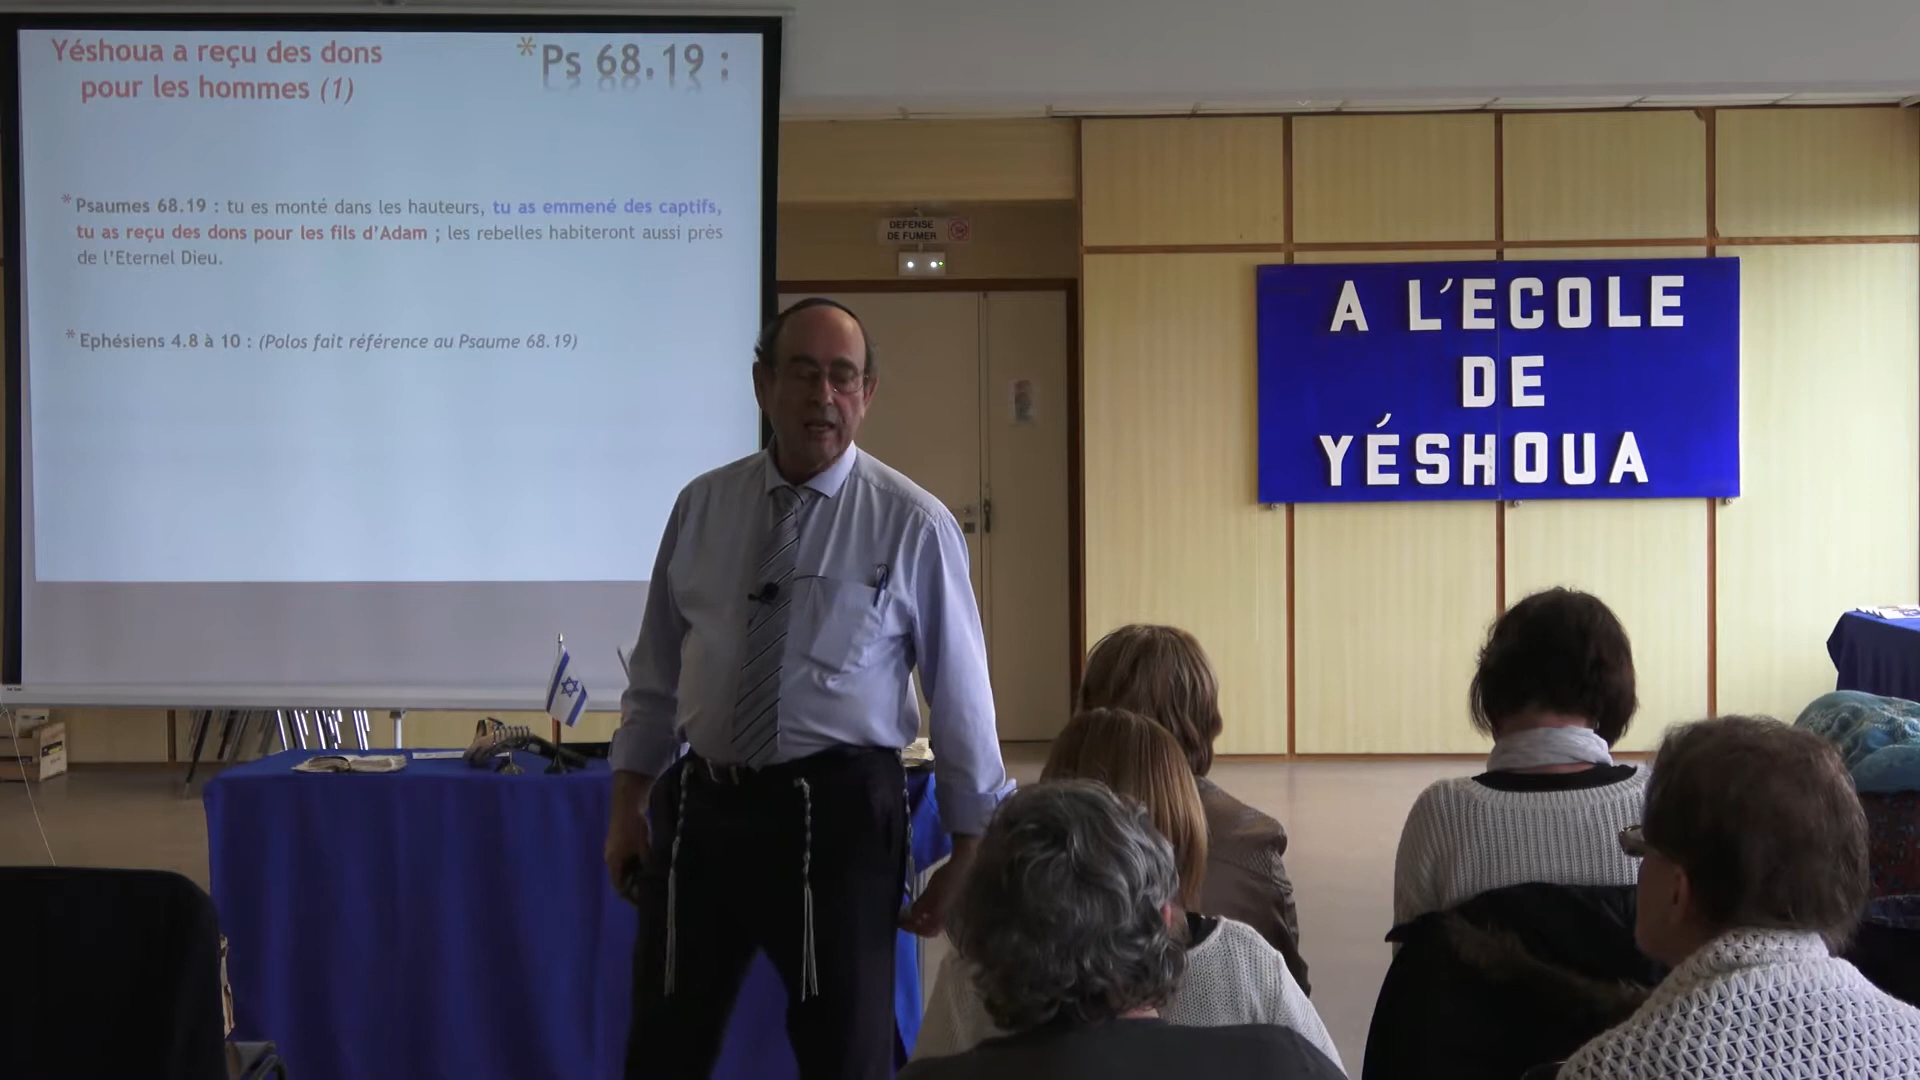 Yéshoua a reçu des dons
pour les hommes (1)
*Ps 68.19 :
*Psaumes 68.19 : tu es monté dans les hauteurs, tu as emmené des captifs,
tu as reçu des dons pour les fils d'Adam ; les rebelles habiteront aussi près
de l'Eternel Dieu.
*Ephésiens 4.8 à 10 : (Polos fait référence au Psaume 68.19)
DEFENSE
DE FUMER
A L'ECOLE
DE
YÉSHOUA